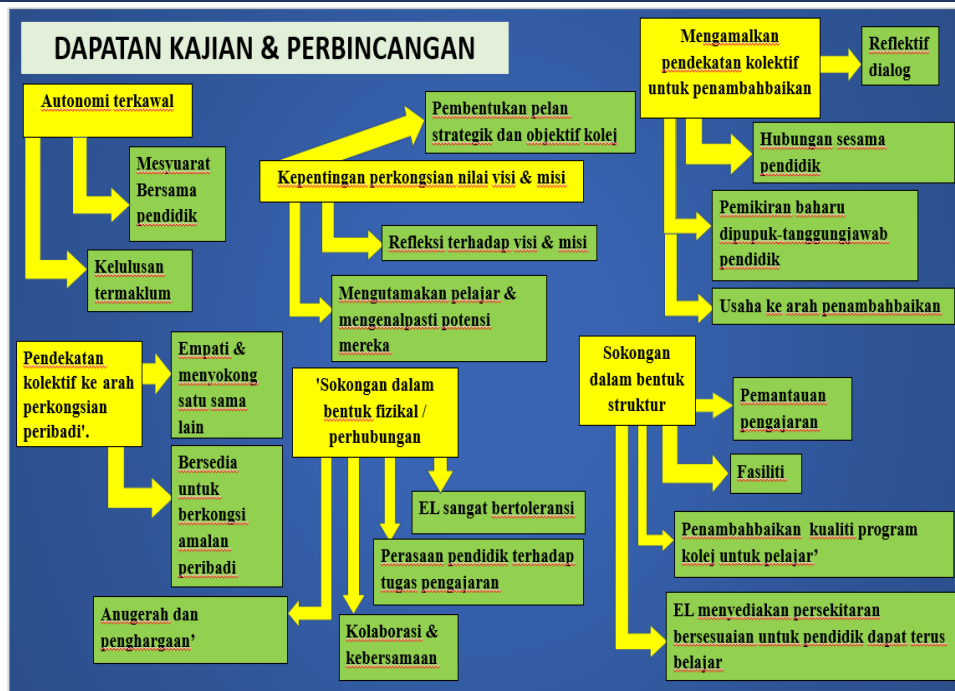 DAPATAN KAJIAN & PERBINCANGAN
Autonomi terkawal
Mesyuarat
Bersama
pendidik
Kelulusan
termaklum
Pembentukan pelan
strategik dan objektif kolej
Kepentingan perkongsian nilai visi & misi
Refleksi terhadap visi & misi
Mengutamakan pelajar &
mengenalpasti potensi
mereka
Mengamalkan
pendekatan kolektif
untuk penambahbaikan
Reflektif
dialog
Hubungan sesama
pendidik
Pemikiran baharu
dipupuk-tanggungjawab
pendidik
Usaha ke arah penambahbaikan
Pendekatan
kolektif ke arah
perkongsian
peribadi'.
Empati &
menyokong
satu sama
lain
Bersedia
untuk
berkongsi
amalan
peribadi
'Sokongan dalam
bentuk fizikal /
perhubungan
EL sangat bertoleransi
Perasaan pendidik terhadap
tugas pengajaran
Kolaborasi &
kebersamaan
Anugerah dan
penghargaan’
Sokongan
dalam bentuk
struktur
Pemantauan
pengajaran
Fasiliti
Penambahbaikan kualiti program
kolej untuk pelajar’
EL menyediakan persekitaran
bersesuaian untuk pendidik dapat terus
belajar